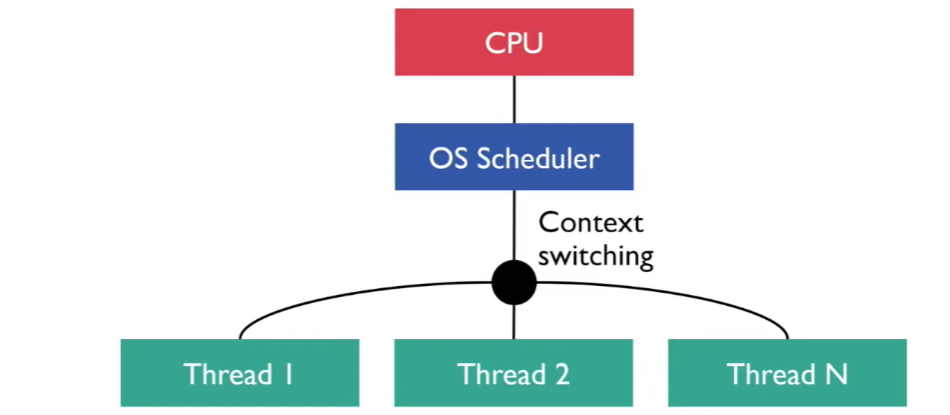 CPU
OS Scheduler
Context
switching
Thread 1
Thread 2
Thread N